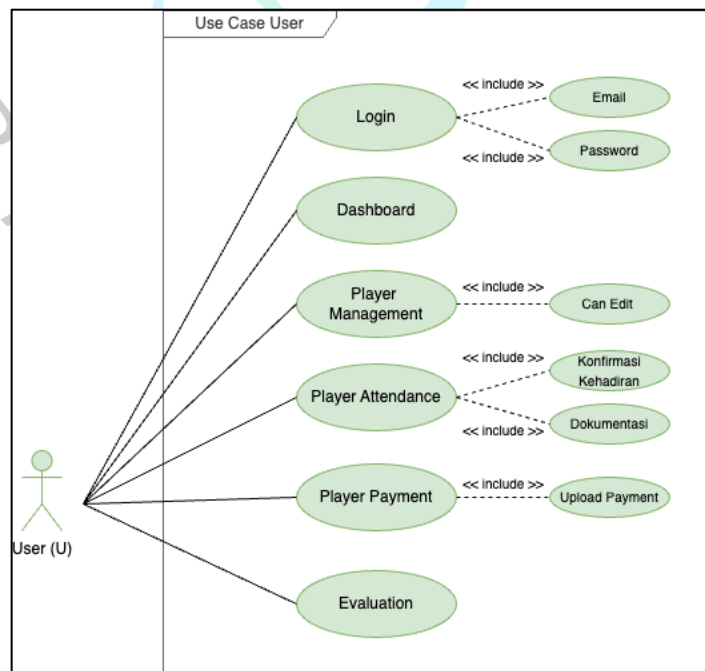 Use Case User
Login
<< include >>
Email
<< include >>
Password
Dashboard
Player
Management
<< include >>
Can Edit
Player Attendance
<< include >>
Konfirmasi
Kehadiran
<< include >>
Dokumentasi
Player Payment
<< include >>
Upload Payment
Evaluation
User (U)